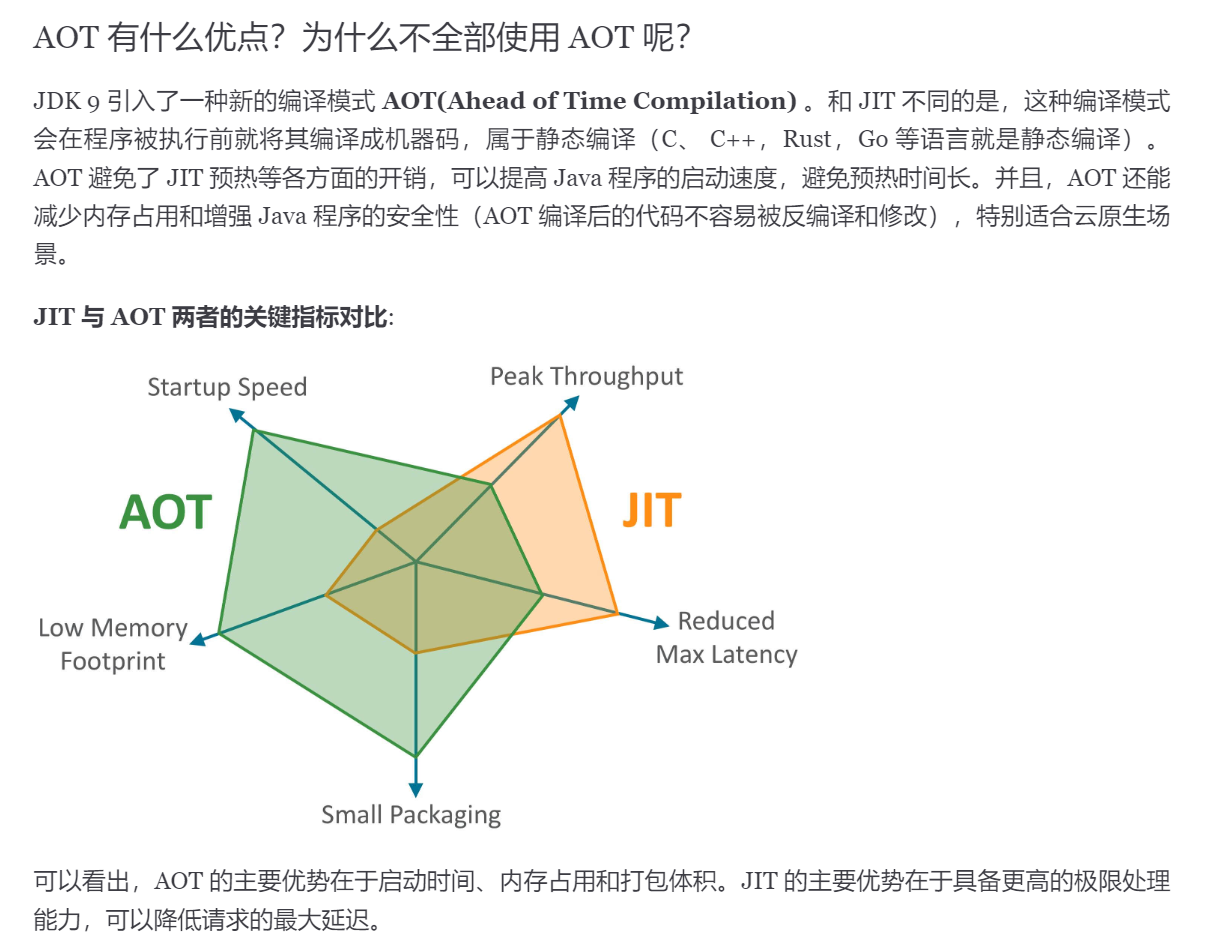 AOT 有什么优点？为什么不全部使用 AOT 呢？
JDK 9 引入了一种新的编译模式 AOT(Ahead of Time Compilation) 。和 JIT 不同的是，这种编译模式
会在程序被执行前就将其编译成机器码，属于静态编译（C、 C++，Rust，Go 等语言就是静态编译）。
AOT 避免了 JIT 预热等各方面的开销，可以提高 Java 程序的启动速度，避免预热时间长。并且，AOT 还能
减少内存占用和增强 Java 程序的安全性（AOT 编译后的代码不容易被反编译和修改），特别适合云原生场
景。
JIT 与 AOT 两者的关键指标对比:
Startup Speed
Peak Throughput
AOT
JIT
Low Memory
Footprint
Reduced
Max Latency
Small Packaging
可以看出，AOT 的主要优势在于启动时间、内存占用和打包体积。JIT 的主要优势在于具备更高的极限处理
能力，可以降低请求的最大延迟。